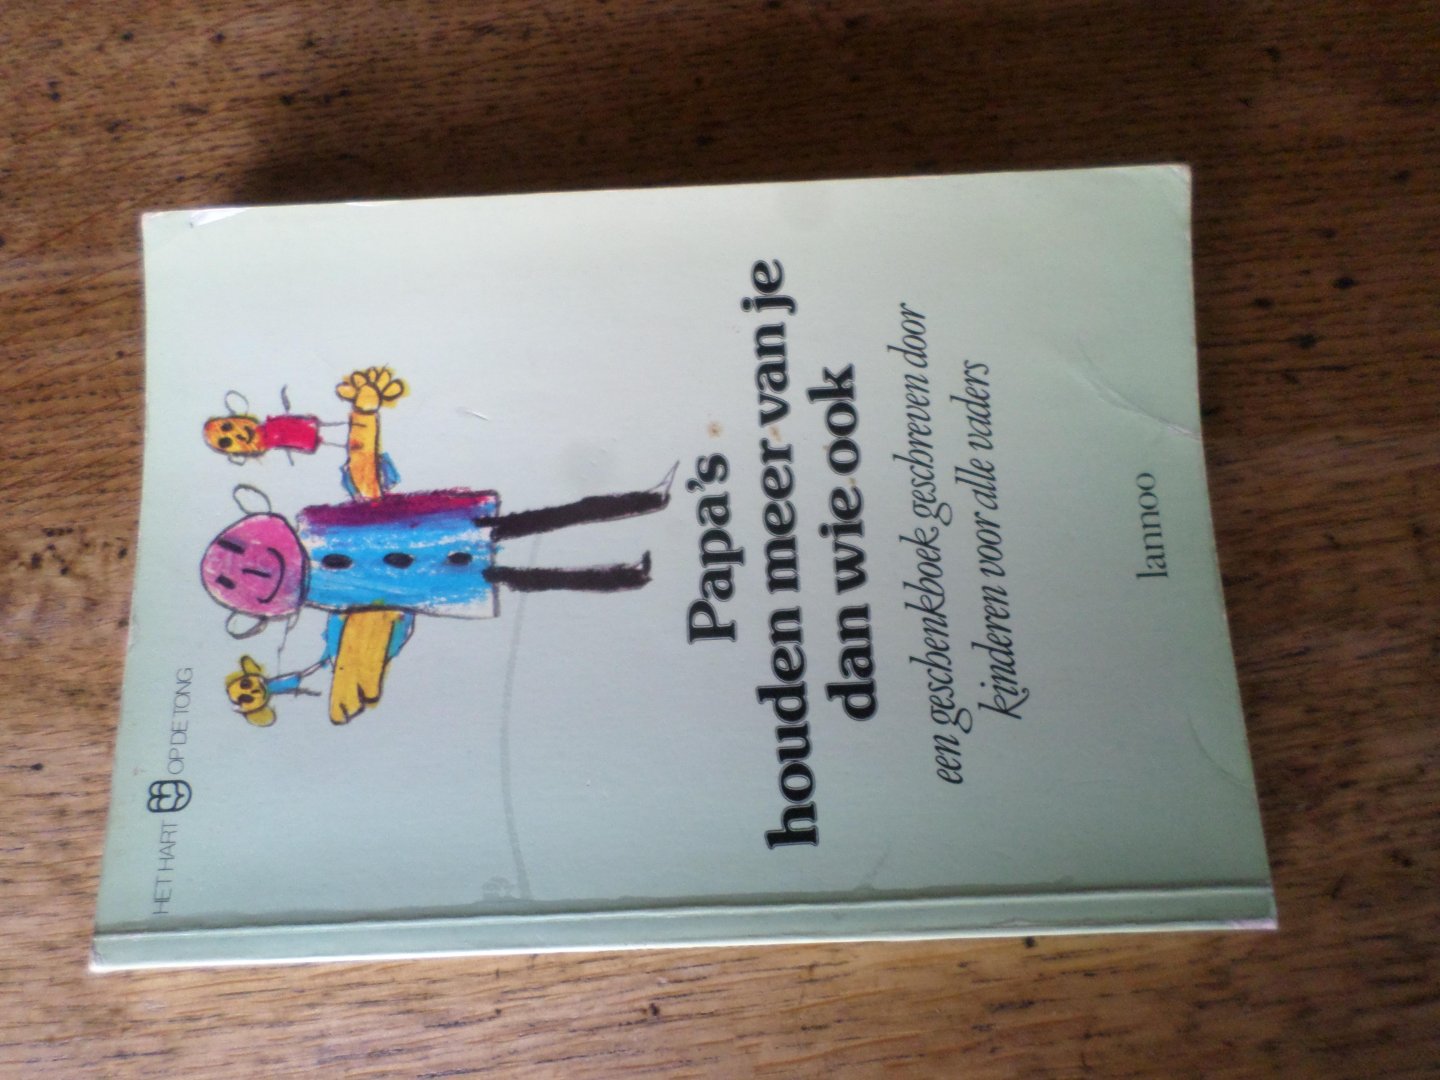 HET HART OP DE TONG
Papa's
houden meer van je
dan wie ook
een geschenkboek geschreven door
kinderen voor alle vaders
lannoo